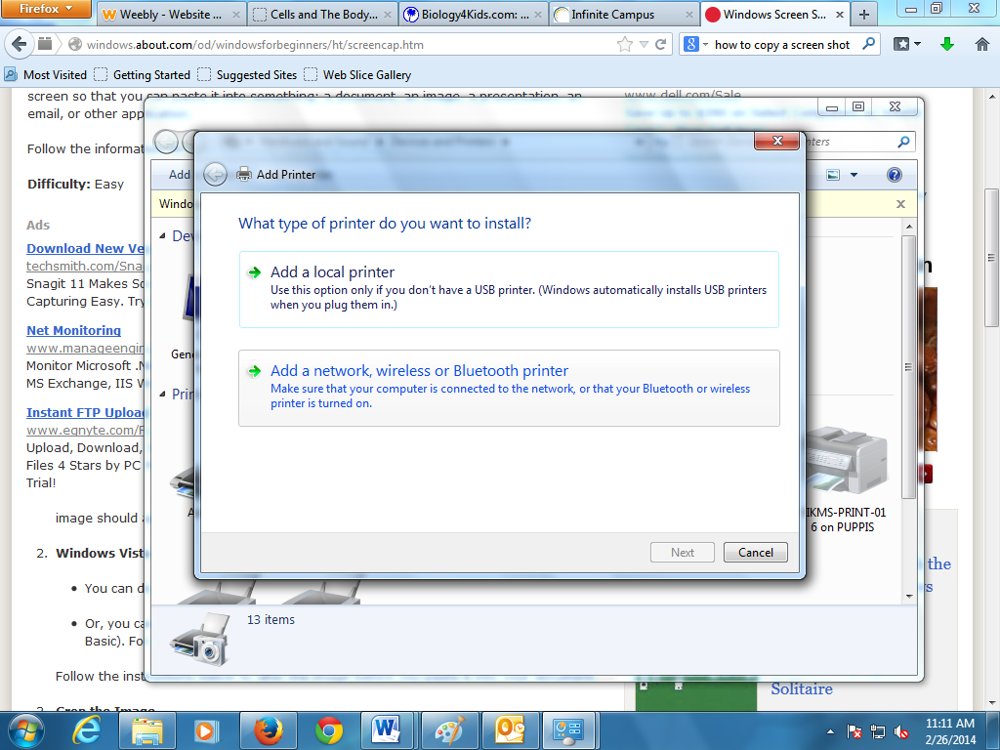 Firefox
Weebly - Website ...
Cells and The Body...
Biology4Kids.com: ...
Infinite Campus
Windows Screen S...
windows.about.com/od/windowsforbeginners/ht/screencap.htm
how to copy a screen shot
Most Visited
Getting Started
Suggested Sites
Web Slice Gallery
screen so that you can paste it into something: a document, an image, a presentation, an
email, or other
www.dell.com/Sale
Follow the informat
Difficulty: Easy
Add
Add Printer
Windo
What type of printer do you want to install?
Ads
Download New Ve
techsmith.com/Sna
Snagit 11 Makes Sc
Capturing Easy. Try
Add a local printer
Use this option only if you don't have a USB printer. (Windows automatically installs USB printers
when you plug them in.)
Net Monitoring
www.manageengin
Monitor Microsoft .N
MS Exchange, IIS W
Gene
Add a network, wireless or Bluetooth printer
Make sure that your computer is connected to the network, or that your Bluetooth or wireless
printer is turned on.
Prin
Instant FTP Uploa
www.egnyte.com/F
Upload, Download,
Files 4 Stars by PC
Trial!
IKMS-PRINT-01
6 on PUPPIS
image should
Next
Cancel
2. Windows Vist
the
• You can d
• Or, you ca
Basic). Fo
13 items
Follow the inst
Solitaire
3. Crop the Image
11:11 AM
2/26/2014